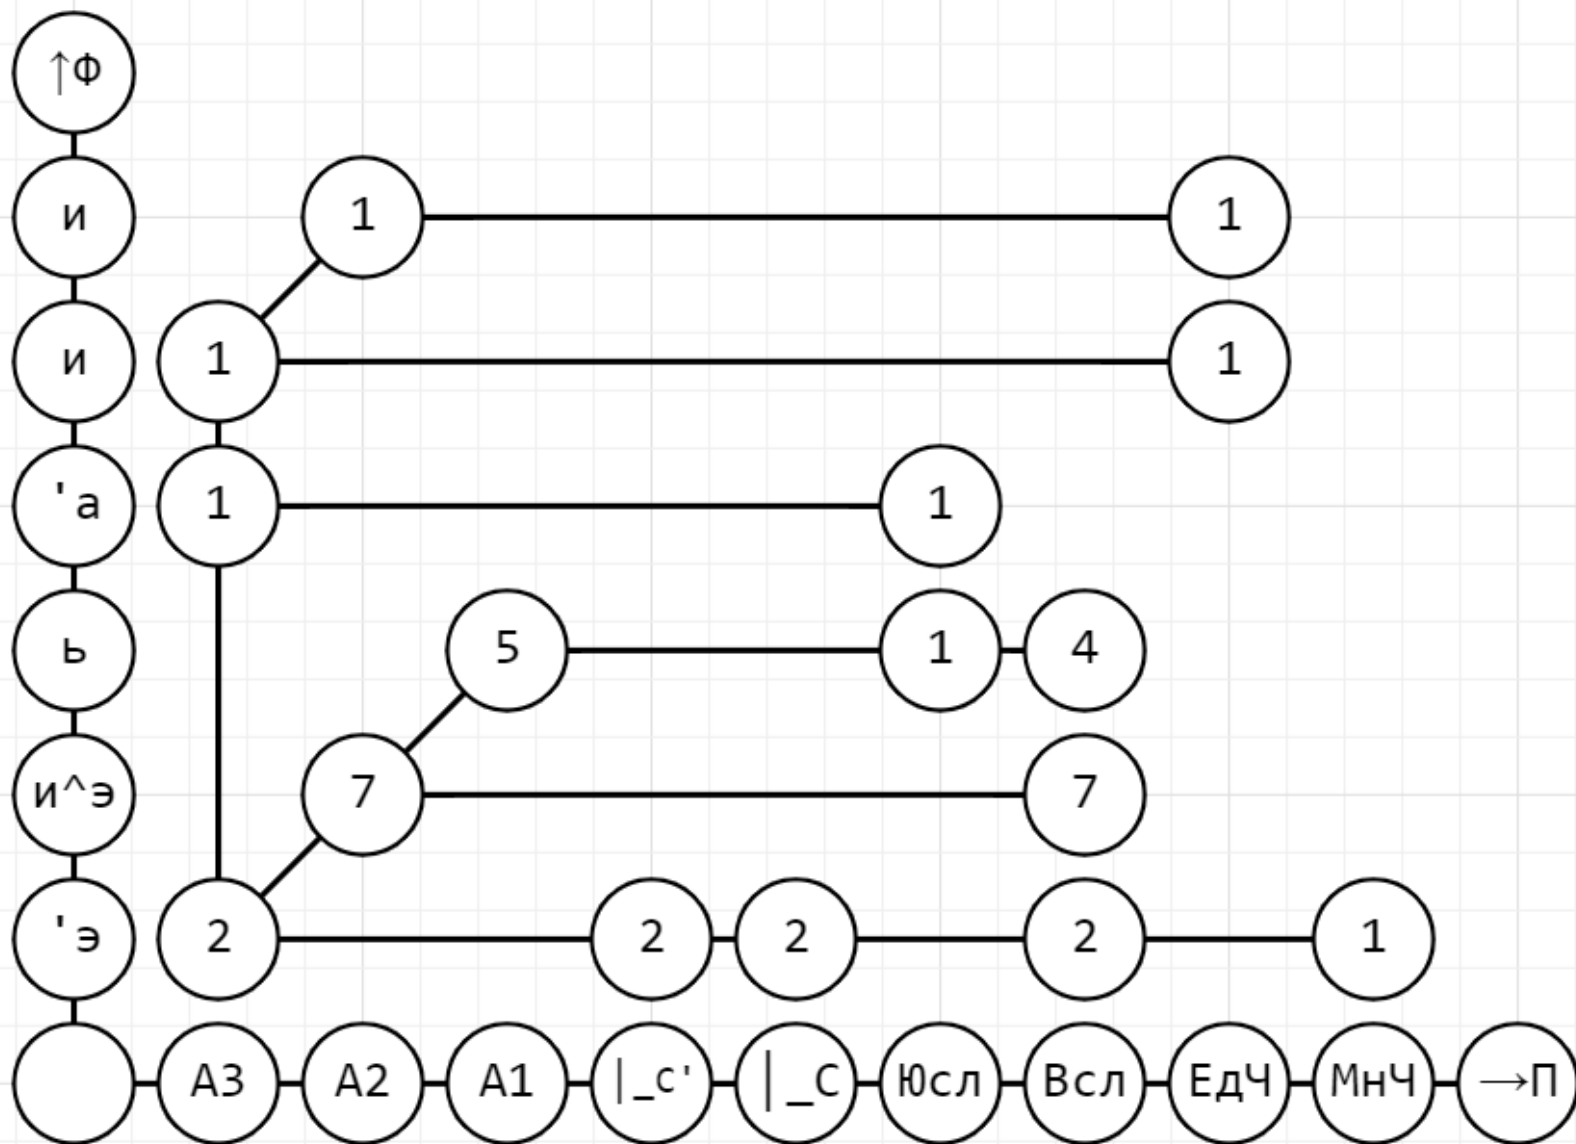 ↑Ф
и 1 1
и 1 1
'а 1 1
ь 5 1 4
и^э 7 7
'э 2 2 2 2 1
А3 А2 А1 |_с' |_С Юсл Всл ЕдЧ МнЧ →П